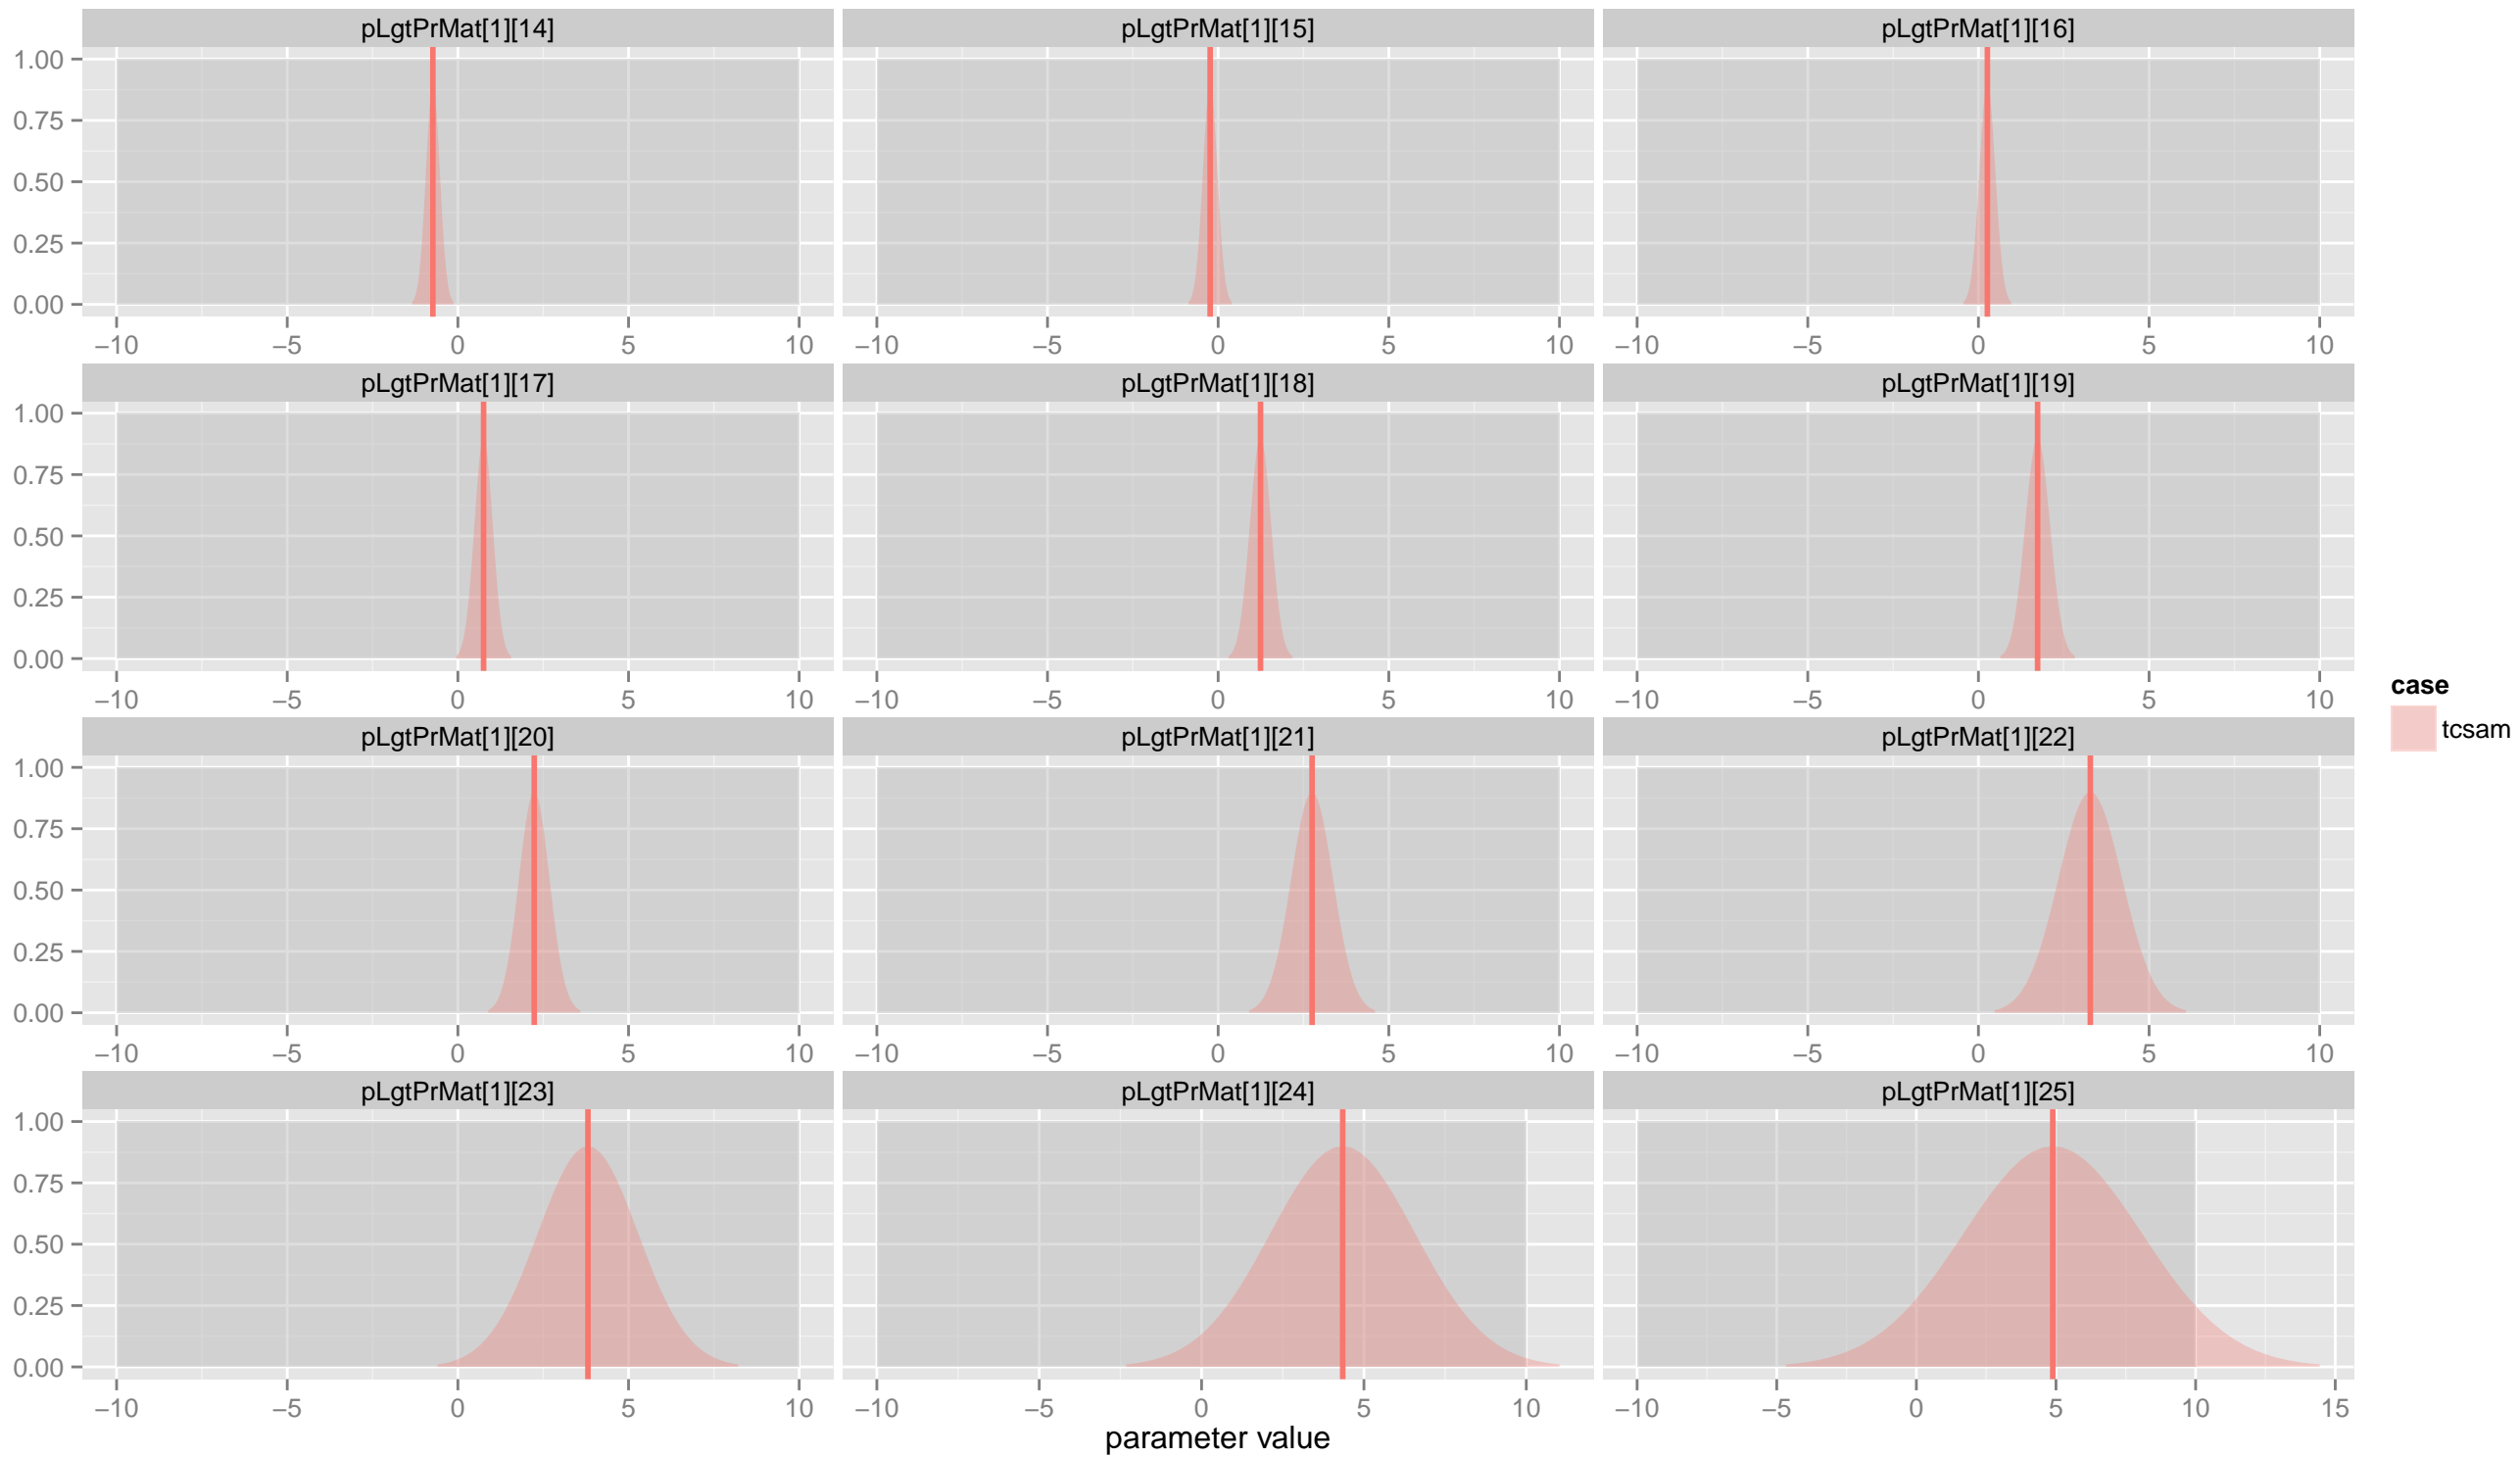 pLgtPrMat[1][14] pLgtPrMat[1][15] pLgtPrMat[1][16]
1.00
0.75
0.50
0.25
0.00
−10 −5 0 5 10 −10 −5 0 5 10 −10 −5 0 5 10
pLgtPrMat[1][17] pLgtPrMat[1][18] pLgtPrMat[1][19]
1.00
0.75
0.50
0.25
0.00
−10 −5 0 5 10 −10 −5 0 5 10 −10 −5 0 5 10
case
tcsam
pLgtPrMat[1][20] pLgtPrMat[1][21] pLgtPrMat[1][22]
1.00
0.75
0.50
0.25
0.00
−10 −5 0 5 10 −10 −5 0 5 10 −10 −5 0 5 10
pLgtPrMat[1][23] pLgtPrMat[1][24] pLgtPrMat[1][25]
1.00
0.75
0.50
0.25
0.00
−10 −5 0 5 10 −10 −5 0 5 10 −10 −5 0 5 10 15
parameter value